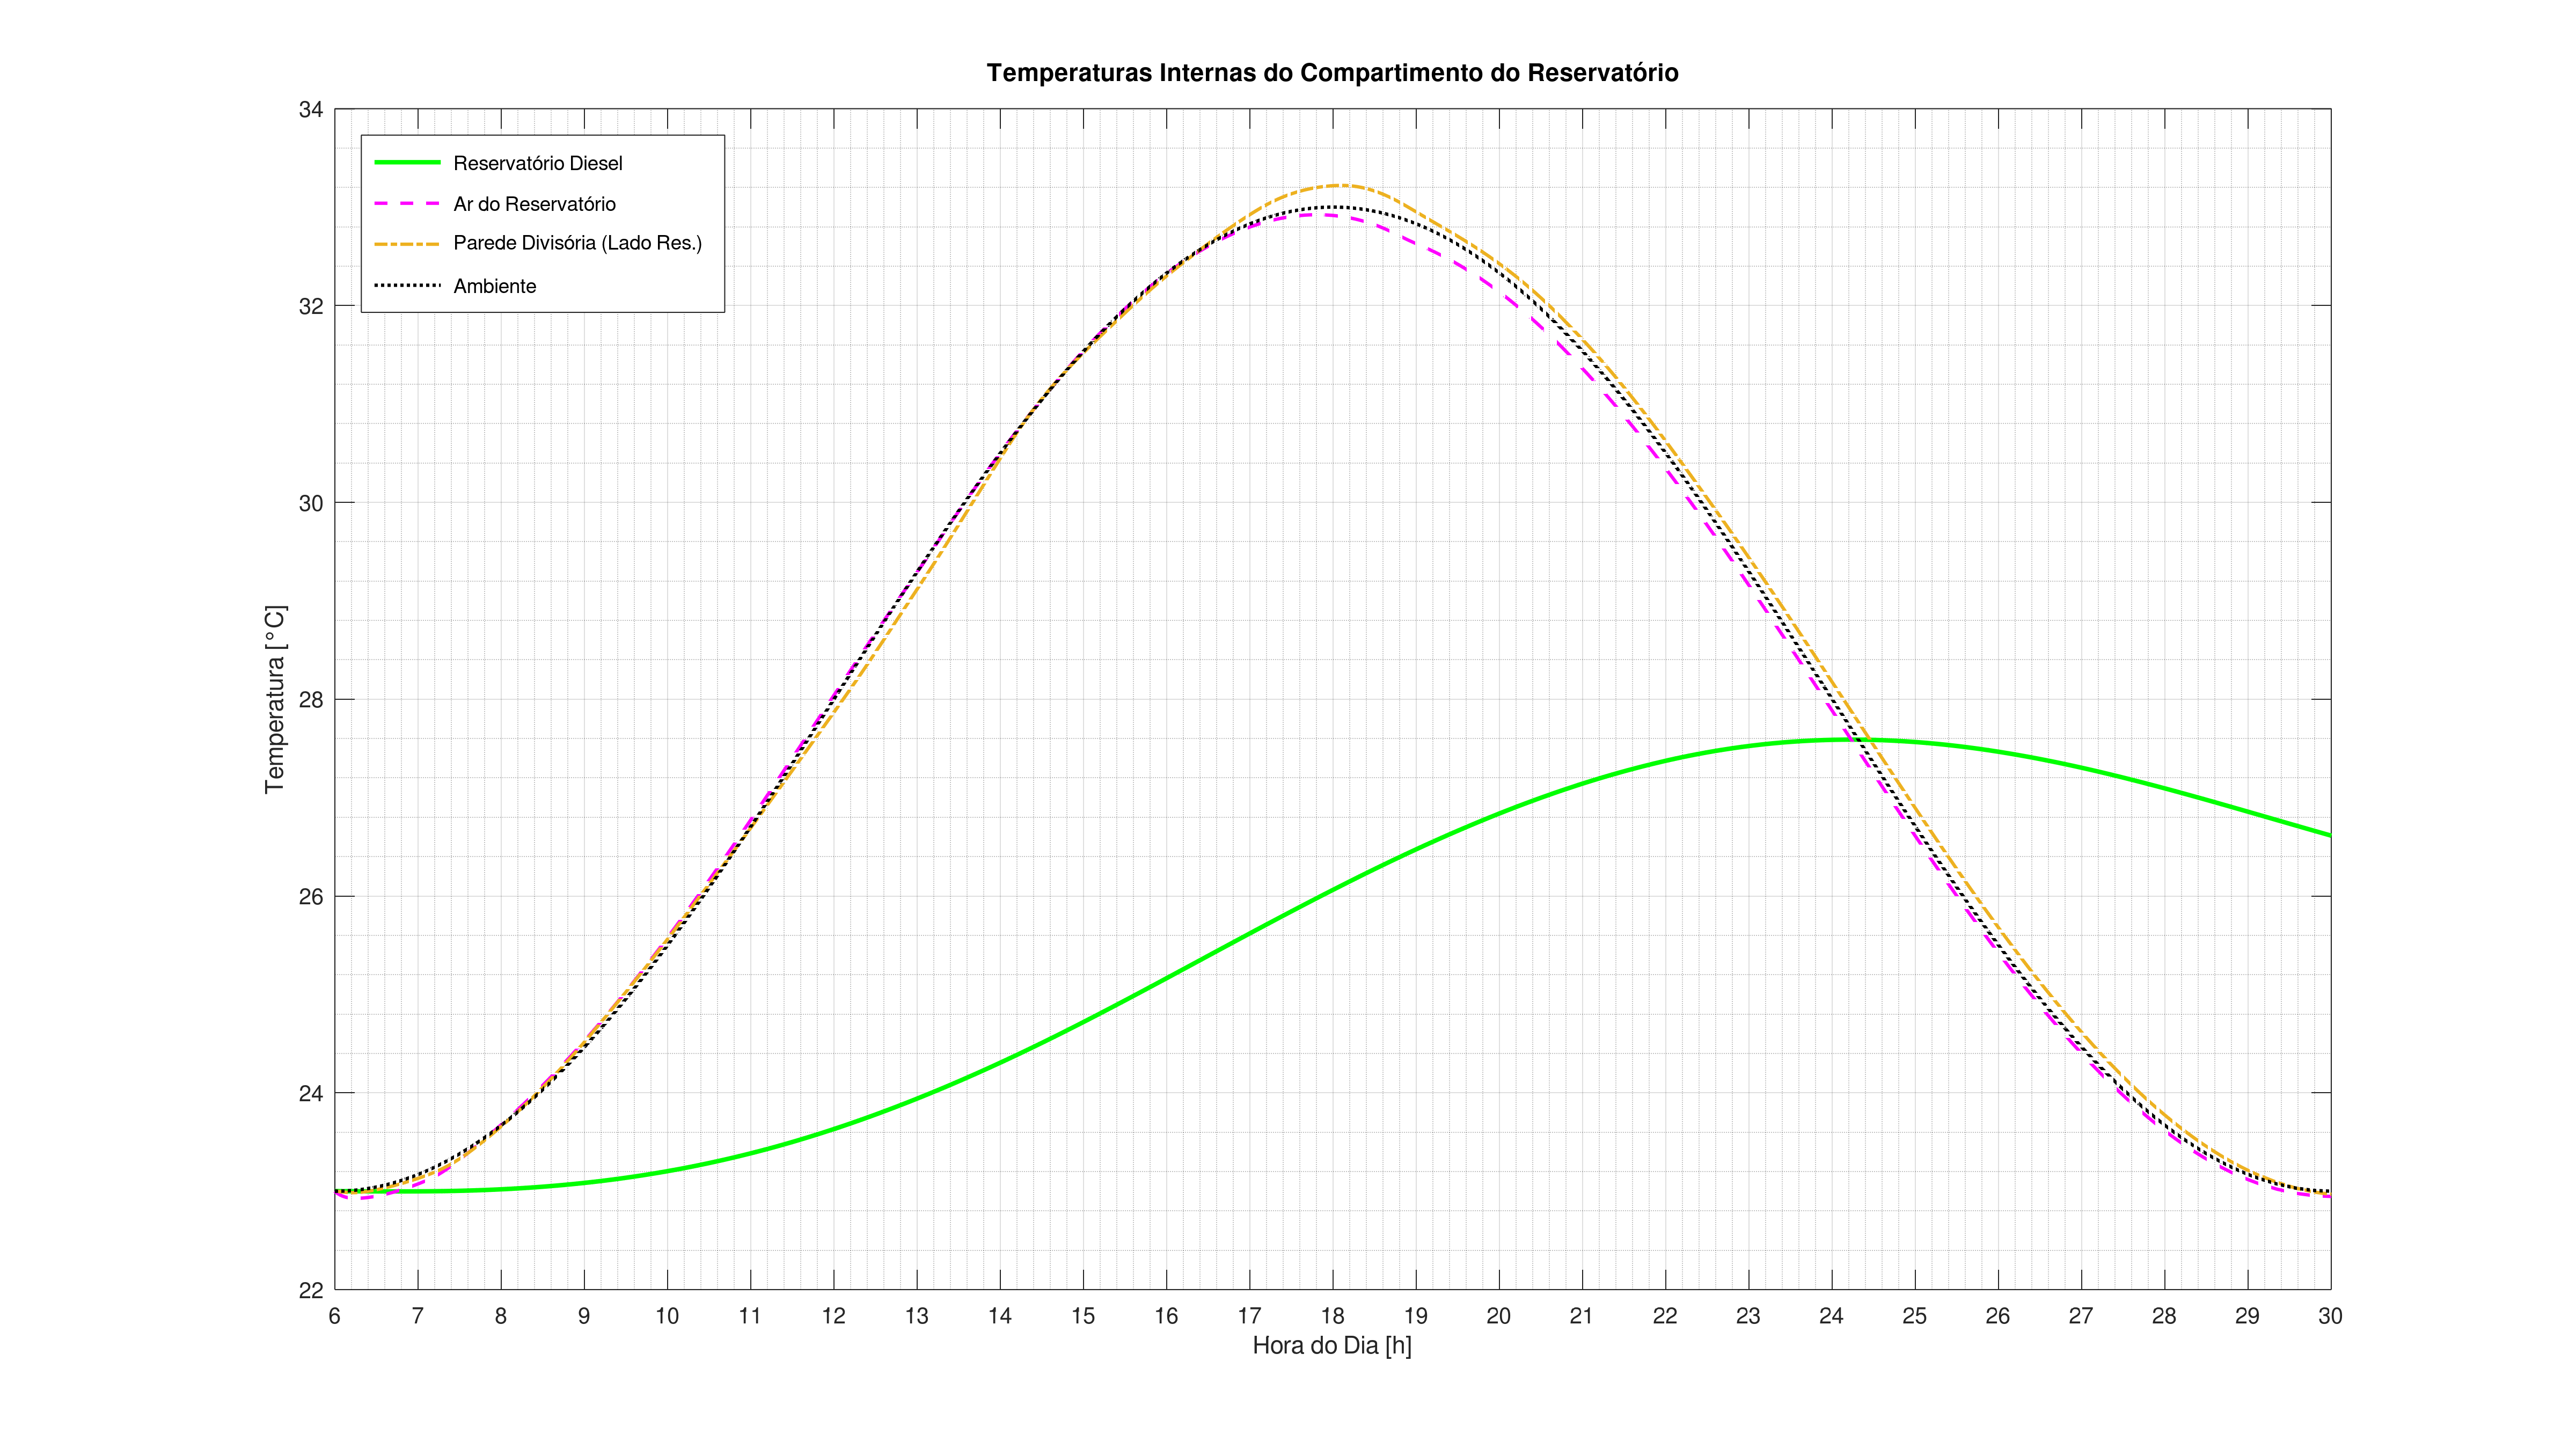 Temperaturas Internas do Compartimento do Reservatório
Reservatório Diesel
Ar do Reservatório
Parede Divisória (Lado Res.)
Ambiente
Temperatura [°C]
34
32
30
28
26
24
22
6 7 8 9 10 11 12 13 14 15 16 17 18 19 20 21 22 23 24 25 26 27 28 29 30
Hora do Dia [h]